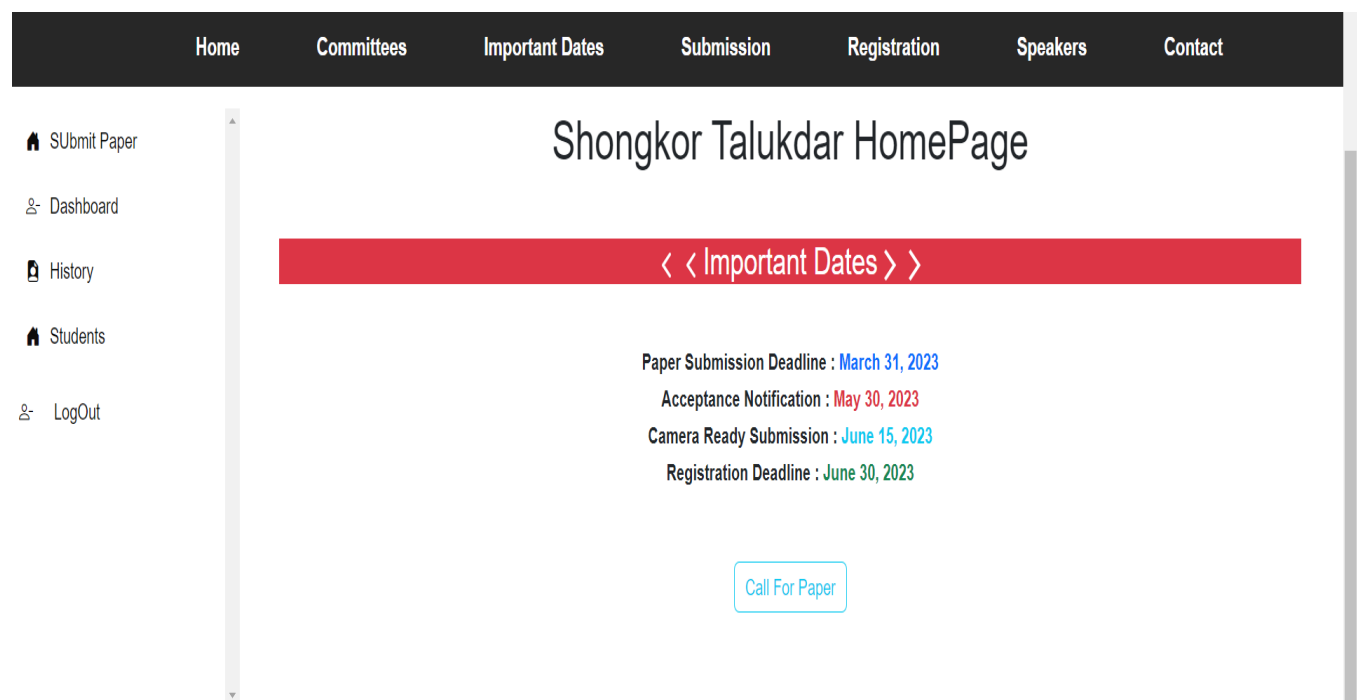 Home Committees Important Dates Submission Registration Speakers Contact
SUbmit Paper
Dashboard
History
Students
LogOut
Shongkor Talukdar HomePage
〈 〈 Important Dates 〉 〉
Paper Submission Deadline : March 31, 2023
Acceptance Notification : May 30, 2023
Camera Ready Submission : June 15, 2023
Registration Deadline : June 30, 2023
Call For Paper